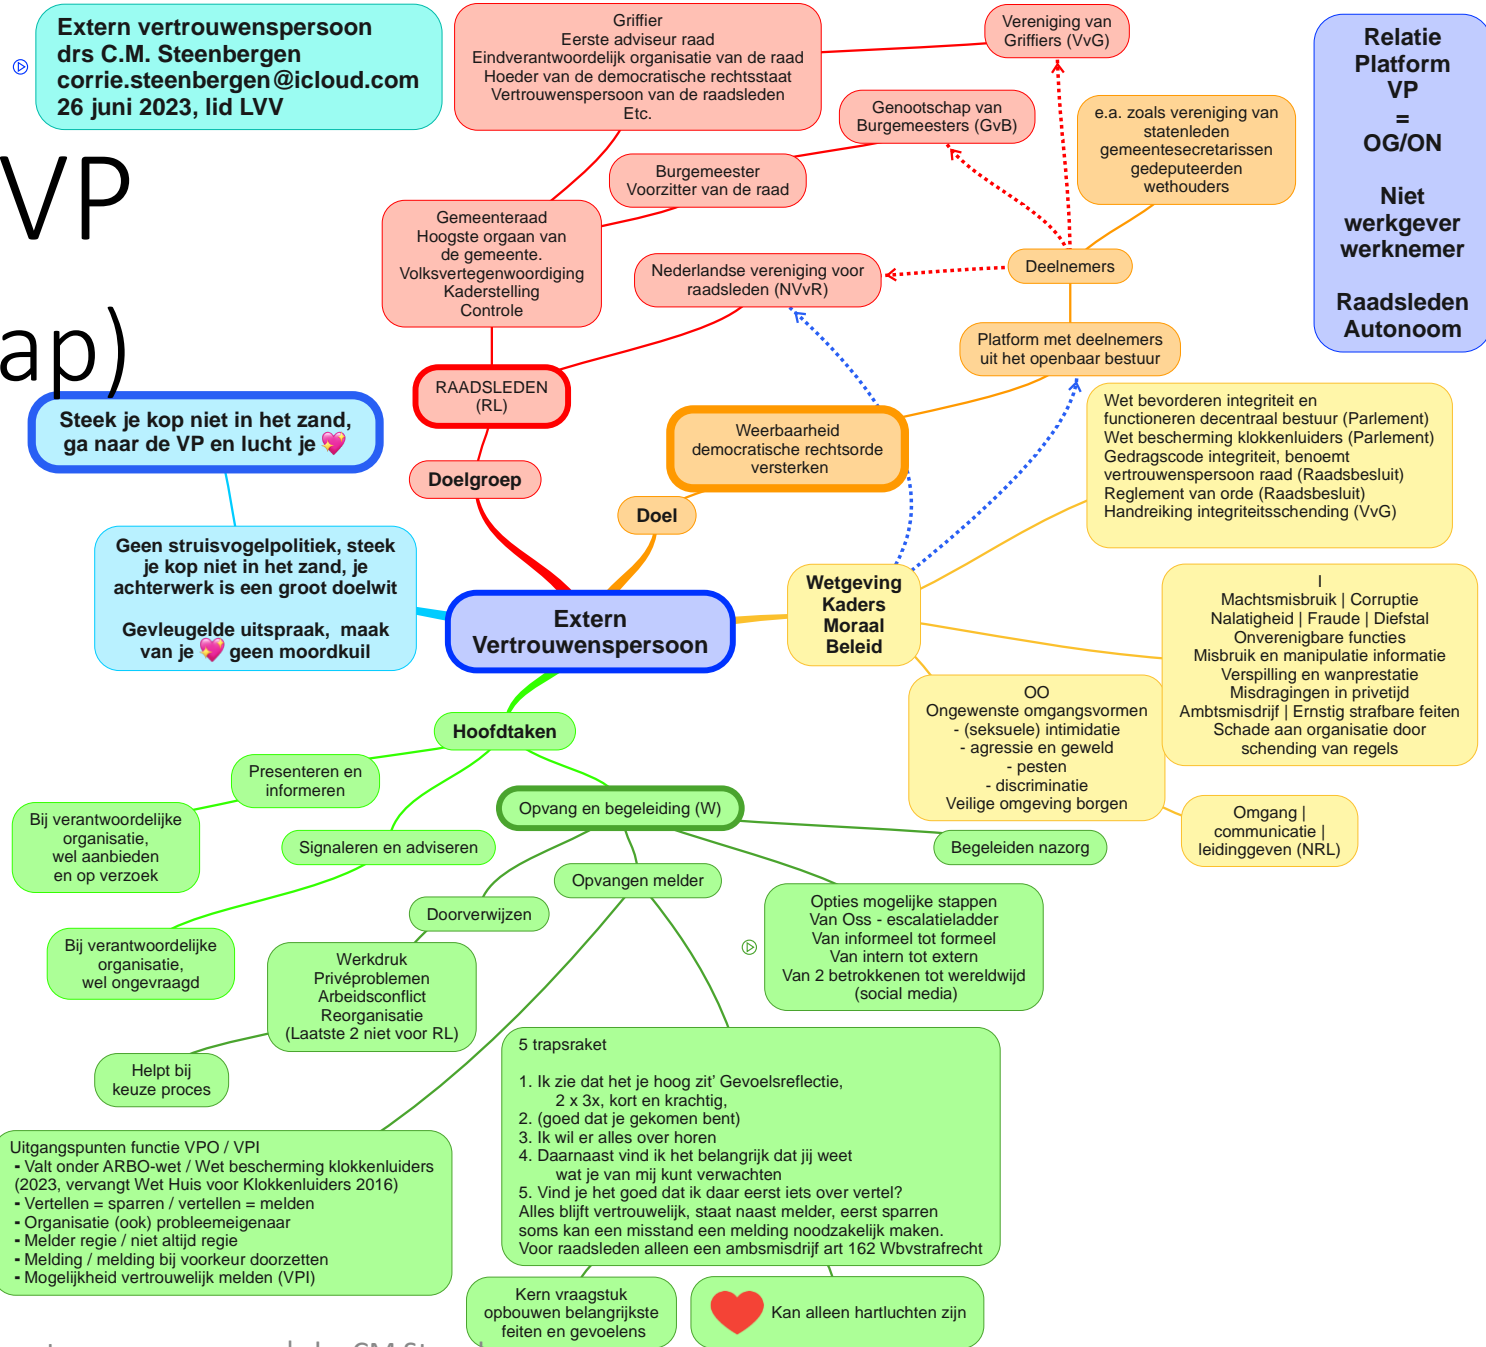 Extern vertrouwenspersoon
drs C.M. Steenbergen
corrie.steenbergen@icloud.com
26 juni 2023, lid LVV
VP
ap)
Griffier
Eerste adviseur raad
Eindverantwoordelijk organisatie van de raad
Hoeder van de democratische rechtsstaat
Vertrouwenspersoon van de raadsleden
Etc.
Vereniging van
Griffiers (VvG)
Genootschap van
Burgemeesters (GvB)
Burgemeester
Voorzitter van de raad
e.a. zoals vereniging van
statenleden
gemeentesecretarissen
gedeputeerden
wethouders
Relatie
Platform
VP
=
OG/ON
Niet
werkgever
werknemer
Raadsleden
Autonoom
Gemeenteraad
Hoogste orgaan van
de gemeente.
Volksvertegenwoordiging
Kaderstelling
Controle
Nederlandse vereniging voor
raadsleden (NVvR)
Deelnemers
Platform met deelnemers
uit het openbaar bestuur
RAADSLEDEN
(RL)
Steek je kop niet in het zand,
ga naar de VP en lucht je 💖
Weerbaarheid
democratische rechtsorde
versterken
Doelgroep
Doel
Wet bevorderen integriteit en
functioneren decentraal bestuur (Parlement)
Wet bescherming klokkenluiders (Parlement)
Gedragscode integriteit, benoemt
vertrouwenspersoon raad (Raadsbesluit)
Reglement van orde (Raadsbesluit)
Handreiking integriteitsschending (VvG)
Geen struisvogelpolitiek, steek
je kop niet in het zand, je
achterwerk is een groot doelwit
Gevleugelde uitspraak, maak
van je 💖 geen moordkuil
Extern
Vertrouwenspersoon
Wetgeving
Kaders
Moraal
Beleid
I
Machtsmisbruik | Corruptie
Nalatigheid | Fraude | Diefstal
Onverenigbare functies
Misbruik en manipulatie informatie
Verspilling en wanprestatie
Misdragingen in privetijd
Ambtsmisdrijf | Ernstig strafbare feiten
Schade aan organisatie door
schending van regels
OO
Ongewenste omgangsvormen
- (seksuele) intimidatie
- agressie en geweld
- pesten
- discriminatie
Veilige omgeving borgen
Omgang |
communicatie |
leidinggeven (NRL)
Hoofdtaken
Presenteren en
informeren
Bij verantwoordelijke
organisatie,
wel aanbieden
en op verzoek
Signaleren en adviseren
Bij verantwoordelijke
organisatie,
wel ongevraagd
Opvang en begeleiding (W)
Begeleiden nazorg
Opvangen melder
Doorverwijzen
Opties mogelijke stappen
Van Oss - escalatieladder
Van informeel tot formeel
Van intern tot extern
Van 2 betrokkenen tot wereldwijd
(social media)
Werkdruk
Privéproblemen
Arbeidsconflict
Reorganisatie
(Laatste 2 niet voor RL)
Helpt bij
keuze proces
5 trapsraket
1. Ik zie dat het je hoog zit' Gevoelsreflectie,
2 x 3x, kort en krachtig,
2. (goed dat je gekomen bent)
3. Ik wil er alles over horen
4. Daarnaast vind ik het belangrijk dat jij weet
wat je van mij kunt verwachten
5. Vind je het goed dat ik daar eerst iets over vertel?
Alles blijft vertrouwelijk, staat naast melder, eerst sparren
soms kan een misstand een melding noodzakelijk maken.
Voor raadsleden alleen een ambsmisdrijf art 162 Wbvstrafrecht
Uitgangspunten functie VPO / VPI
- Valt onder ARBO-wet / Wet bescherming klokkenluiders
(2023, vervangt Wet Huis voor Klokkenluiders 2016)
- Vertellen = sparren / vertellen = melden
- Organisatie (ook) probleemeigenaar
- Melder regie / niet altijd regie
- Melding / melding bij voorkeur doorzetten
- Mogelijkheid vertrouwelijk melden (VPI)
Kern vraagstuk
opbouwen belangrijkste
feiten en gevoelens
Kan alleen hartluchten zijn